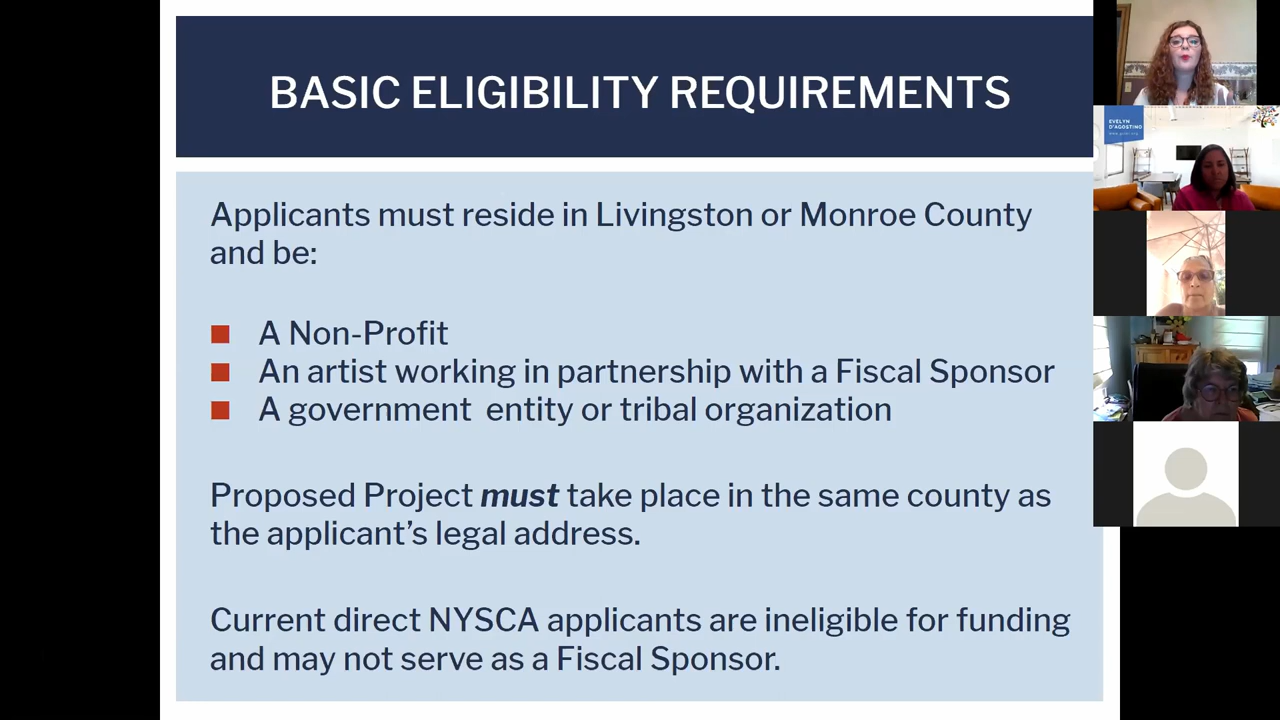 BASIC ELIGIBILITY REQUIREMENTS
Applicants must reside in Livingston or Monroe County
and be:
A Non-Profit
An artist working in partnership with a Fiscal Sponsor
A government entity or tribal organization
Proposed Project must take place in the same county as
the applicant's legal address.
Current direct NYSCA applicants are ineligible for funding
and may not serve as a Fiscal Sponsor.
EVELYN
D'AGOSTINO